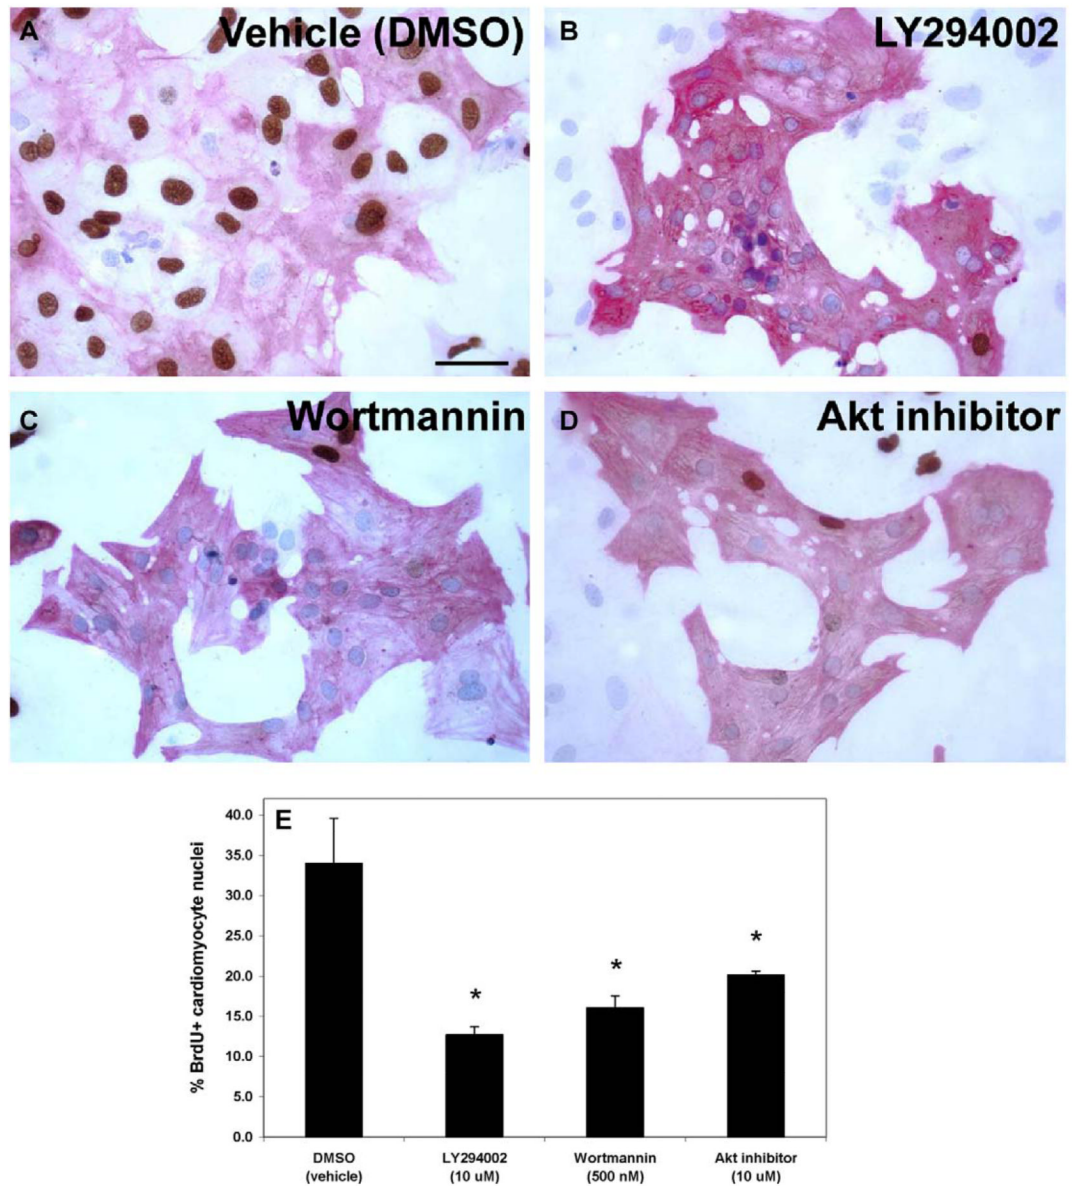 A Vehicle (DMSO)
B LY294002
C Wortmannin
D Akt inhibitor
E
% BrdU+ cardiomyocyte nuclei
40.0
35.0
30.0
25.0
20.0
15.0
10.0
5.0
0.0
*
*
*
DMSO
(vehicle)
LY294002
(10 uM)
Wortmannin
(500 nM)
Akt inhibitor
(10 uM)